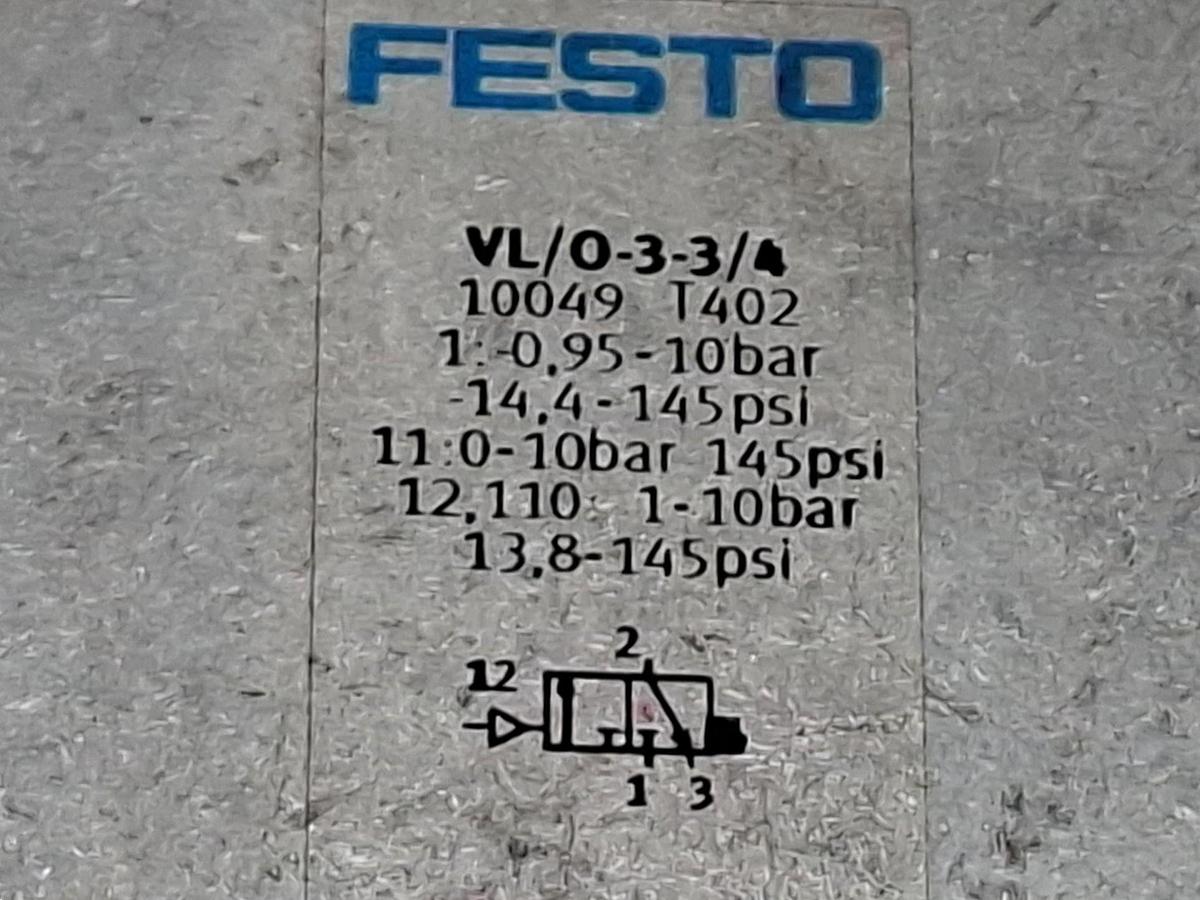 FESTO
VL/O-3-3/4
10049 T402
1:-0,95-10bar
-14,4-145psi
11:0-10bar 145psi
12,110: 1-10bar
13,8-145psi
2
12
1 3